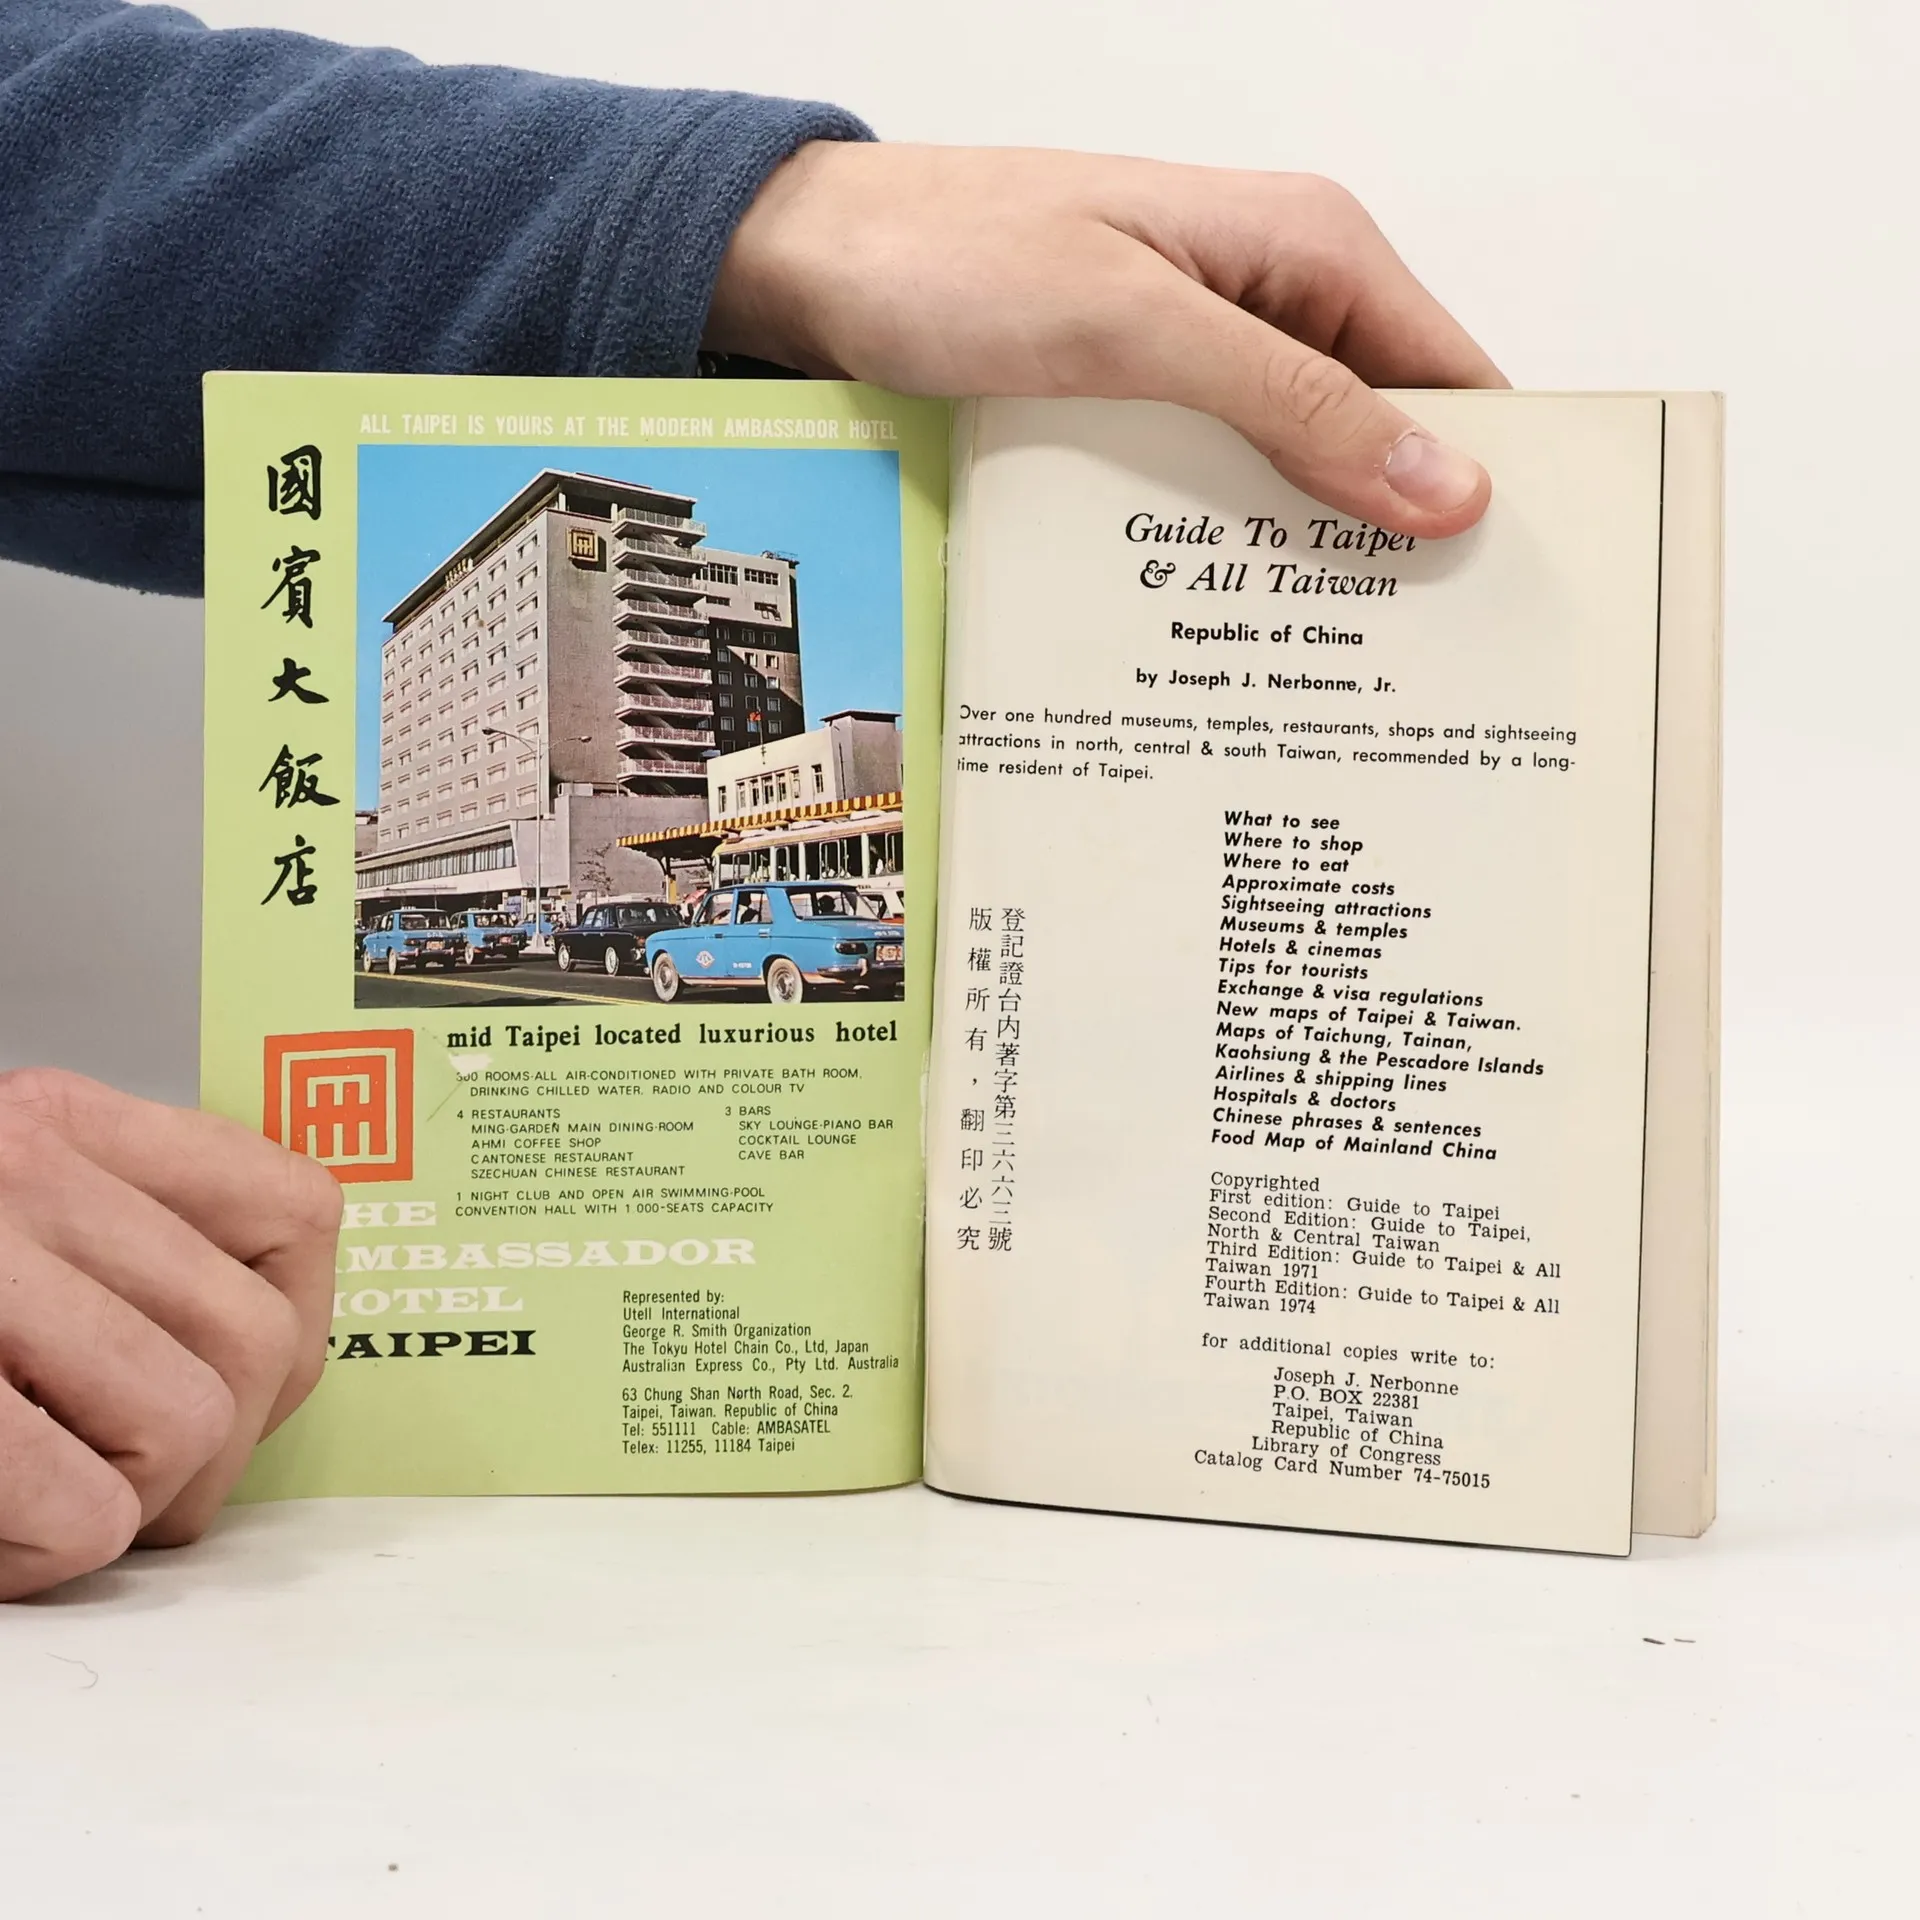 ALL TAIPEI IS YOURS AT THE MODERN AMBASSADOR HOTEL
國賓大飯店
mid Taipei located luxurious hotel
ROOMS-ALL AIR-CONDITIONED WITH PRIVATE BATH ROOM.
DRINKING CHILLED WATER. RADIO AND COLOUR TV
4 RESTAURANTS
MING-GARDEN MAIN DINING-ROOM
AHMI COFFEE SHOP
CANTONESE RESTAURANT
SZECHUAN CHINESE RESTAURANT
3 BARS
SKY LOUNGE-PIANO BAR
COCKTAIL LOUNGE
CAVE BAR
1 NIGHT CLUB AND OPEN AIR SWIMMING-POOL
CONVENTION HALL WITH 1.000-SEATS CAPACITY
THE
AMBASSADOR
HOTEL
TAIPEI
Represented by:
Utell International
George R. Smith Organization
The Tokyu Hotel Chain Co., Ltd, Japan
Australian Express Co., Pty Ltd. Australia
63 Chung Shan North Road, Sec. 2.
Taipei, Taiwan. Republic of China
Tel: 551111 Cable: AMBASATEL
Telex: 11255, 11184 Taipei
Guide To Taipei
& All Taiwan
Republic of China
by Joseph J. Nerbonne, Jr.
Over one hundred museums, temples, restaurants, shops and sightseeing
attractions in north, central & south Taiwan, recommended by a long-
time resident of Taipei.
What to see
Where to shop
Where to eat
Approximate costs
Sightseeing attractions
Museums & temples
Hotels & cinemas
Tips for tourists
Exchange & visa regulations
New maps of Taipei & Taiwan.
Maps of Taichung, Tainan,
Kaohsiung & the Pescadore Islands
Airlines & shipping lines
Hospitals & doctors
Chinese phrases & sentences
Food Map of Mainland China
登記證台內著字第三六六三號
版權所有，翻印必究
Copyrighted
First edition: Guide to Taipei
Second Edition: Guide to Taipei,
North & Central Taiwan
Third Edition: Guide to Taipei & All
Taiwan 1971
Fourth Edition: Guide to Taipei & All
Taiwan 1974
for additional copies write to:
Joseph J. Nerbonne
P.O. BOX 22381
Taipei, Taiwan
Republic of China
Library of Congress
Catalog Card Number 74-75015